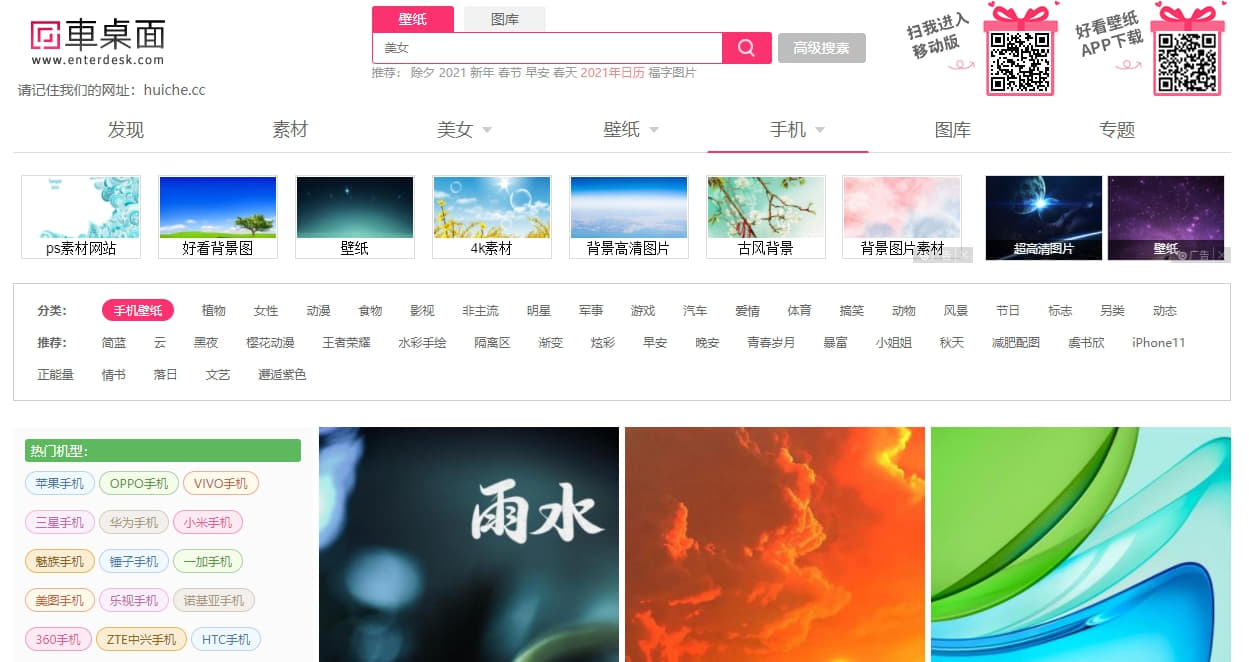 回車桌面
www.enterdesk.com
请记住我们的网址：huiche.cc
壁纸 图库
美女
高级搜索
推荐： 除夕 2021 新年 春节 早安 春天 2021年日历 福字图片
扫我进入
移动版
好看壁纸
APP下载
发现 素材 美女 壁纸 手机 图库 专题
ps素材网站 好看背景图 壁纸 4k素材 背景高清图片 古风背景 背景图片素材 超高清图片 壁纸
广告
分类： 手机壁纸 植物 女性 动漫 食物 影视 非主流 明星 军事 游戏 汽车 爱情 体育 搞笑 动物 风景 节日 标志 另类 动态
推荐： 简蓝 云 黑夜 樱花动漫 王者荣耀 水彩手绘 隔离区 渐变 炫彩 早安 晚安 青春岁月 暴富 小姐姐 秋天 减肥配图 虞书欣 iPhone11
正能量 情书 落日 文艺 邂逅紫色
热门机型：
苹果手机 OPPO手机 VIVO手机
三星手机 华为手机 小米手机
魅族手机 锤子手机 一加手机
美图手机 乐视手机 诺基亚手机
360手机 ZTE中兴手机 HTC手机
雨水